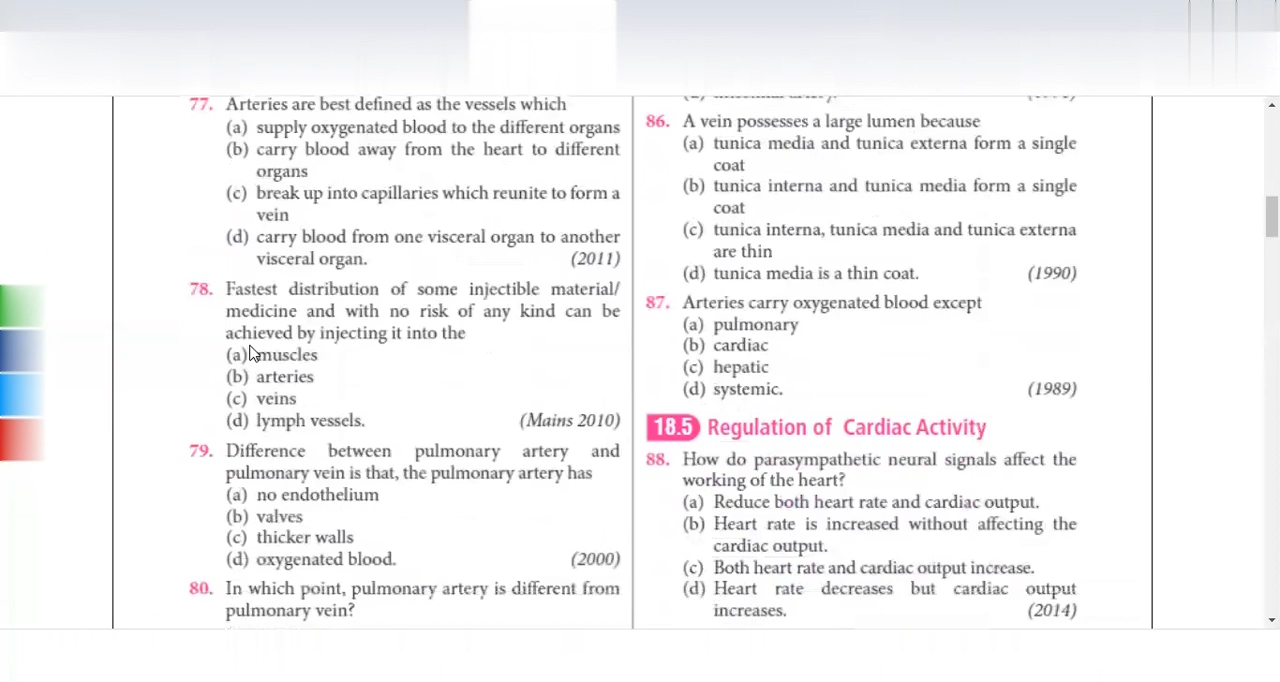 77. Arteries are best defined as the vessels which
(a) supply oxygenated blood to the different organs
(b) carry blood away from the heart to different
organs
(c) break up into capillaries which reunite to form a
vein
(d) carry blood from one visceral organ to another
visceral organ. (2011)
78. Fastest distribution of some injectible material/
medicine and with no risk of any kind can be
achieved by injecting it into the
(a) muscles
(b) arteries
(c) veins
(d) lymph vessels. (Mains 2010)
79. Difference between pulmonary artery and
pulmonary vein is that, the pulmonary artery has
(a) no endothelium
(b) valves
(c) thicker walls
(d) oxygenated blood. (2000)
80. In which point, pulmonary artery is different from
pulmonary vein?
86. A vein possesses a large lumen because
(a) tunica media and tunica externa form a single
coat
(b) tunica interna and tunica media form a single
coat
(c) tunica interna, tunica media and tunica externa
are thin
(d) tunica media is a thin coat. (1990)
87. Arteries carry oxygenated blood except
(a) pulmonary
(b) cardiac
(c) hepatic
(d) systemic. (1989)
18.5 Regulation of Cardiac Activity
88. How do parasympathetic neural signals affect the
working of the heart?
(a) Reduce both heart rate and cardiac output.
(b) Heart rate is increased without affecting the
cardiac output.
(c) Both heart rate and cardiac output increase.
(d) Heart rate decreases but cardiac output
increases. (2014)